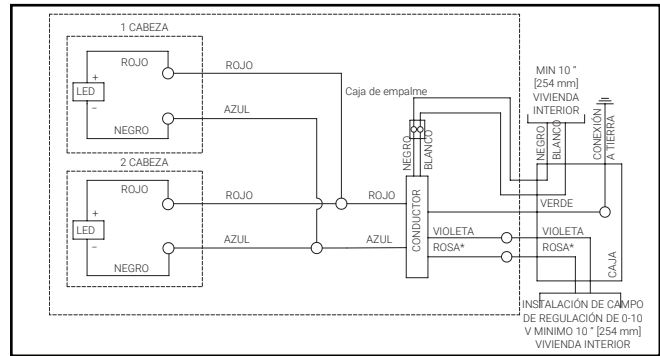 1 CABEZA
ROJO
ROJO
+
LED
–
AZUL
NEGRO
Caja de empalme
MIN 10 "
[254 mm]
VIVIENDA
INTERIOR
NEGRO
BLANCO
NEGRO
BLANCO
CONEXIÓN
A TIERRA
2 CABEZA
ROJO
ROJO
ROJO
+
LED
–
AZUL
AZUL
NEGRO
CONDUCTOR
VERDE
VIOLETA
VIOLETA
ROSA*
ROSA*
CAJA
INSTALACIÓN DE CAMPO
DE REGULACIÓN DE 0-10
V MINIMO 10 " [254 mm]
VIVIENDA INTERIOR